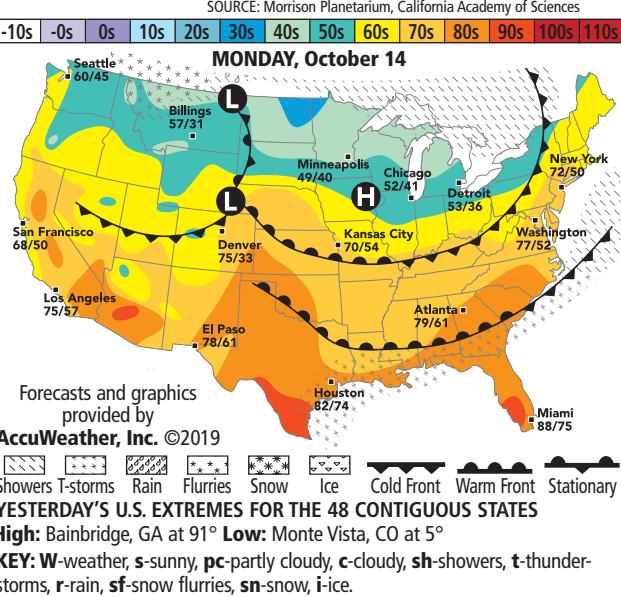 SOURCE: Morrison Planetarium, California Academy of Sciences
-10s -0s 0s 10s 20s 30s 40s 50s 60s 70s 80s 90s 100s 110s
MONDAY, October 14
Seattle
60/45
L
Billings
57/31
Minneapolis
49/40
Chicago
52/41
New York
72/50
H
Detroit
53/36
L
San Francisco
68/50
Denver
75/33
Kansas City
70/54
Washington
77/52
Los Angeles
75/57
Atlanta
79/61
El Paso
78/61
Houston
82/74
Miami
88/75
Forecasts and graphics
provided by
AccuWeather, Inc. ©2019
Showers T-storms Rain Flurries Snow Ice Cold Front Warm Front Stationary
YESTERDAY'S U.S. EXTREMES FOR THE 48 CONTIGUOUS STATES
High: Bainbridge, GA at 91° Low: Monte Vista, CO at 5°
KEY: W-weather, s-sunny, pc-partly cloudy, c-cloudy, sh-showers, t-thunder-
storms, r-rain, sf-snow flurries, sn-snow, i-ice.